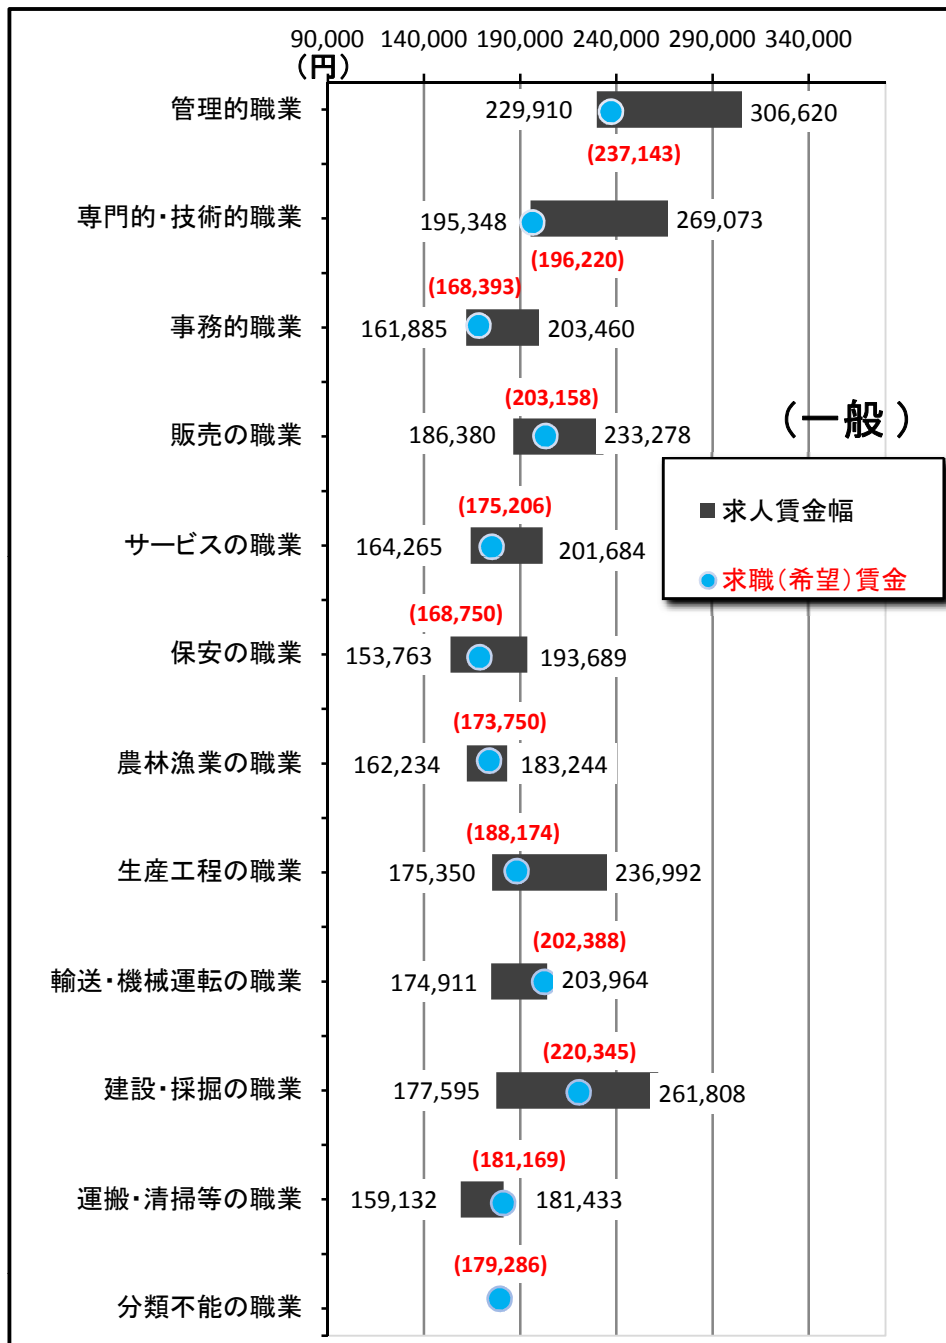 90,000 140,000 190,000 240,000 290,000 340,000
（円）
管理的職業 229,910 306,620
(237,143)
専門的・技術的職業 195,348 269,073
(196,220)
(168,393)
事務的職業 161,885 203,460
(203,158)
販売の職業 186,380 233,278
（一般）
(175,206)
サービスの職業 164,265 201,684
求人賃金幅
求職（希望）賃金
(168,750)
保安の職業 153,763 193,689
(173,750)
農林漁業の職業 162,234 183,244
(188,174)
生産工程の職業 175,350 236,992
(202,388)
輸送・機械運転の職業 174,911 203,964
(220,345)
建設・採掘の職業 177,595 261,808
(181,169)
運搬・清掃等の職業 159,132 181,433
(179,286)
分類不能の職業